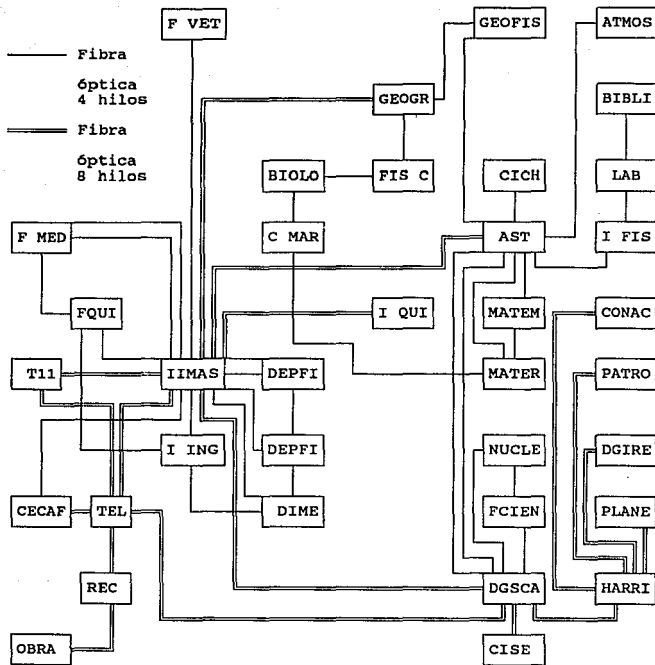 F VET
GEOFIS
ATMOS
Fibra
óptica
4 hilos
GEOGR
BIBLI
Fibra
óptica
8 hilos
BIOLO
FIS C
CICH
LAB
F MED
C MAR
AST
I FIS
FQUI
I QUI
MATEM
CONAC
T11
IIMAS
DEPFI
MATER
PATRO
I ING
DEPFI
NUCLE
DGIRE
CECAF
TEL
DIME
FCIEN
PLANE
REC
DGSCA
HARRI
OBRA
CISE